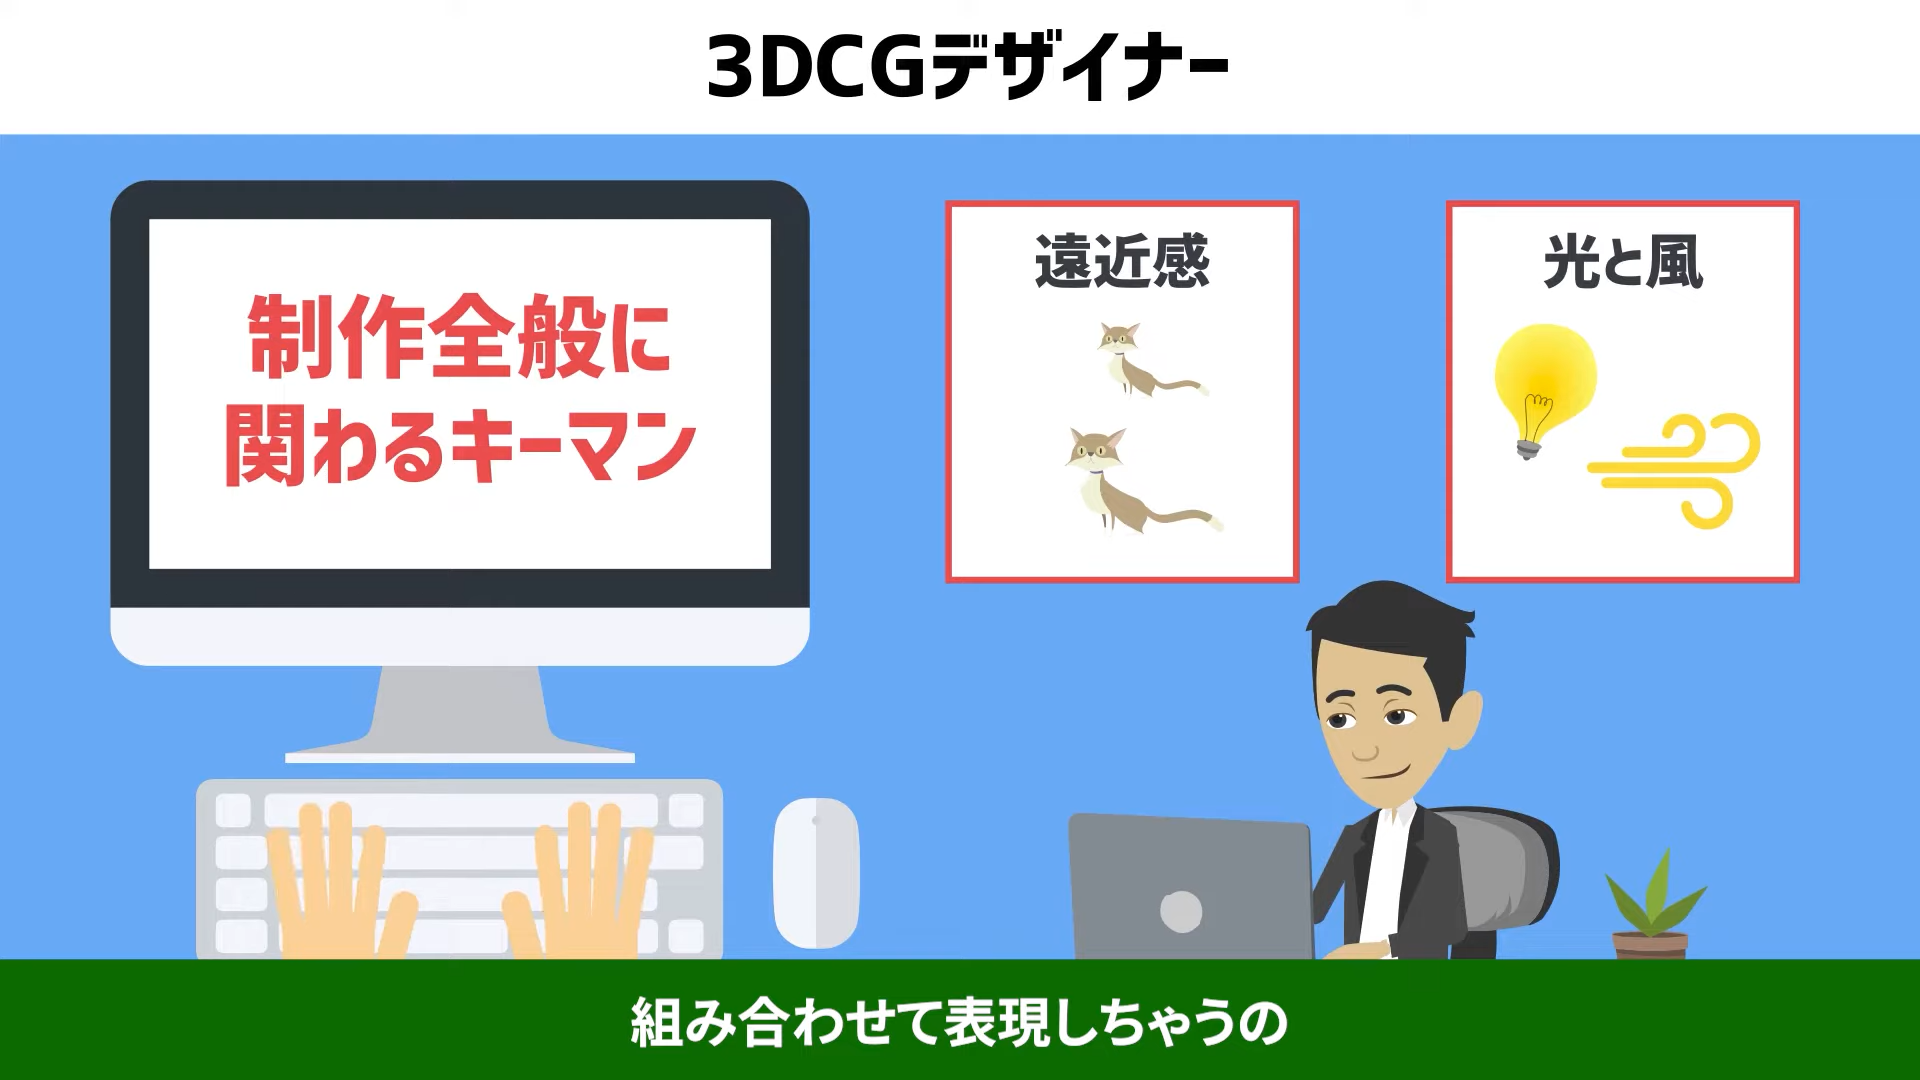 3DCGデザイナー
制作全般に
関わるキーマン
遠近感
光と風
組み合わせて表現しちゃうの